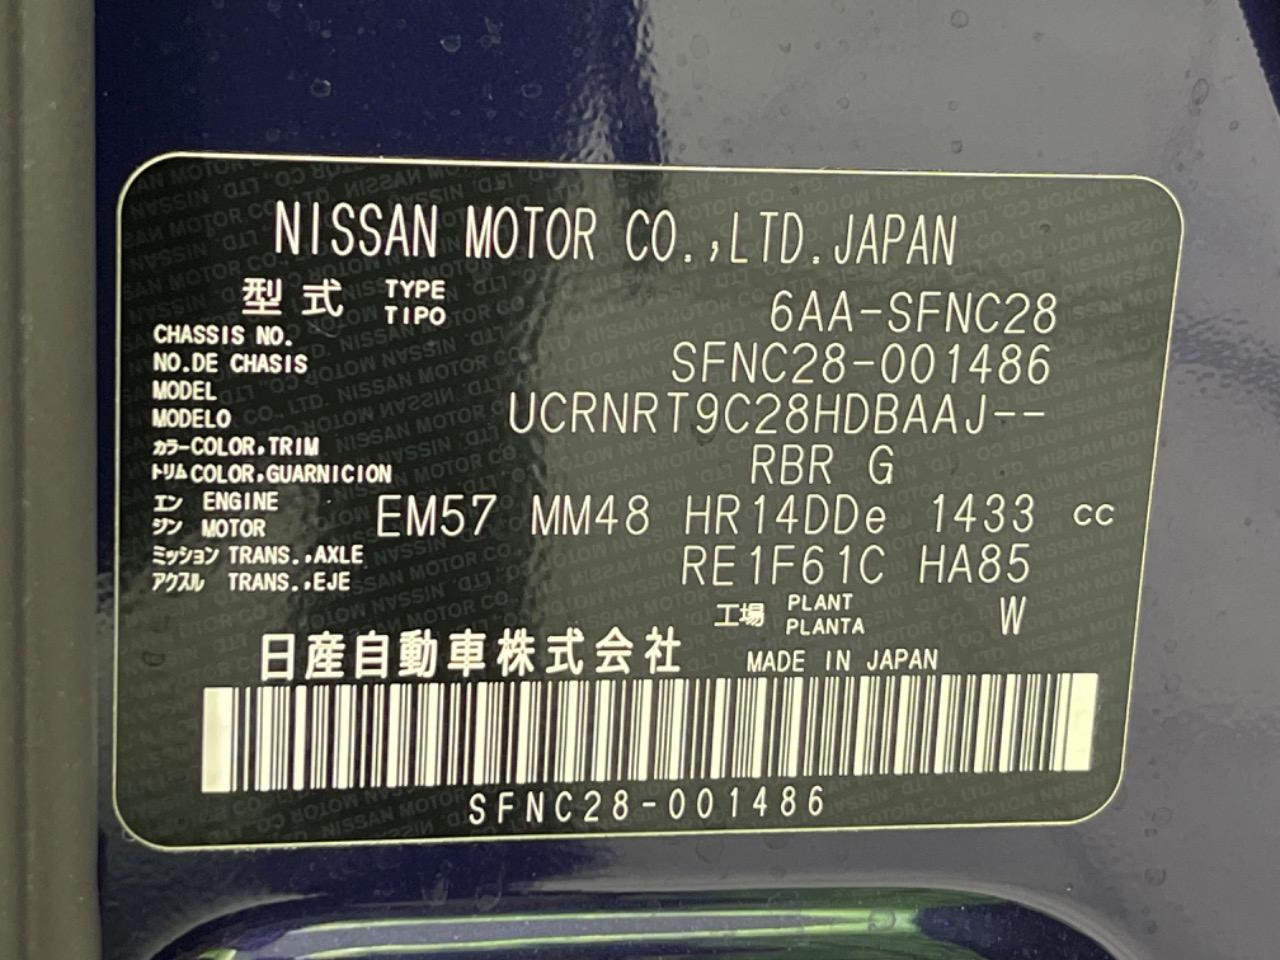 NISSAN MOTOR CO.,LTD.JAPAN
型式 TYPE TIPO 6AA-SFNC28
CHASSIS NO.
NO.DE CHASIS SFNC28-001486
MODEL
MODELO UCRNRT9C28HDBAAJ--
カラー COLOR,TRIM
トリム COLOR,GUARNICION RBR G
エンジン ENGINE MOTOR EM57 MM48 HR14DDe 1433 cc
ミッション TRANS.,AXLE
アクスル TRANS.,EJE RE1F61C HA85
工場 PLANT PLANTA W
日産自動車株式会社 MADE IN JAPAN
SFNC28-001486